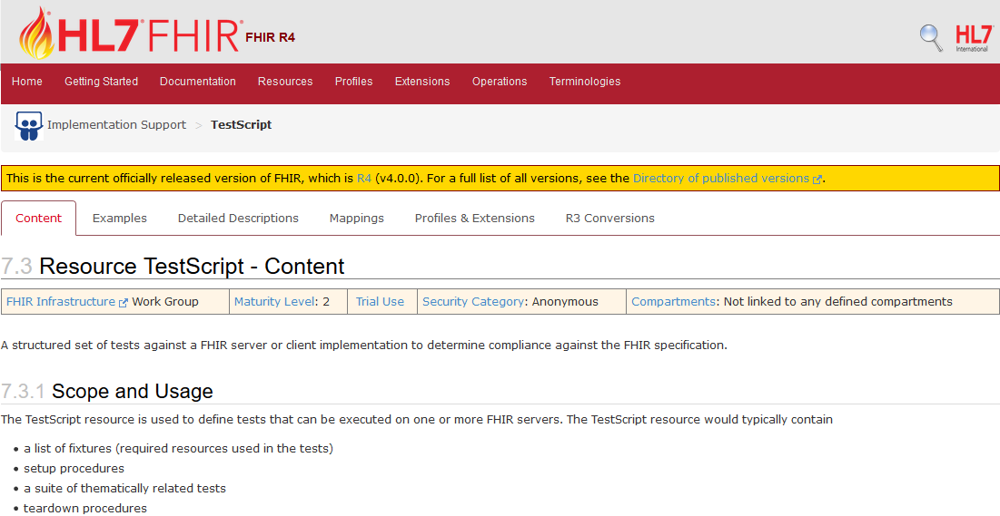 HL7 FHIR® FHIR R4
HL7®
International
Home Getting Started Documentation Resources Profiles Extensions Operations Terminologies
Implementation Support > TestScript
This is the current officially released version of FHIR, which is R4 (v4.0.0). For a full list of all versions, see the Directory of published versions.
Content Examples Detailed Descriptions Mappings Profiles & Extensions R3 Conversions
7.3 Resource TestScript - Content
FHIR Infrastructure Work Group Maturity Level: 2 Trial Use Security Category: Anonymous Compartments: Not linked to any defined compartments
A structured set of tests against a FHIR server or client implementation to determine compliance against the FHIR specification.
7.3.1 Scope and Usage
The TestScript resource is used to define tests that can be executed on one or more FHIR servers. The TestScript resource would typically contain
• a list of fixtures (required resources used in the tests)
• setup procedures
• a suite of thematically related tests
• teardown procedures